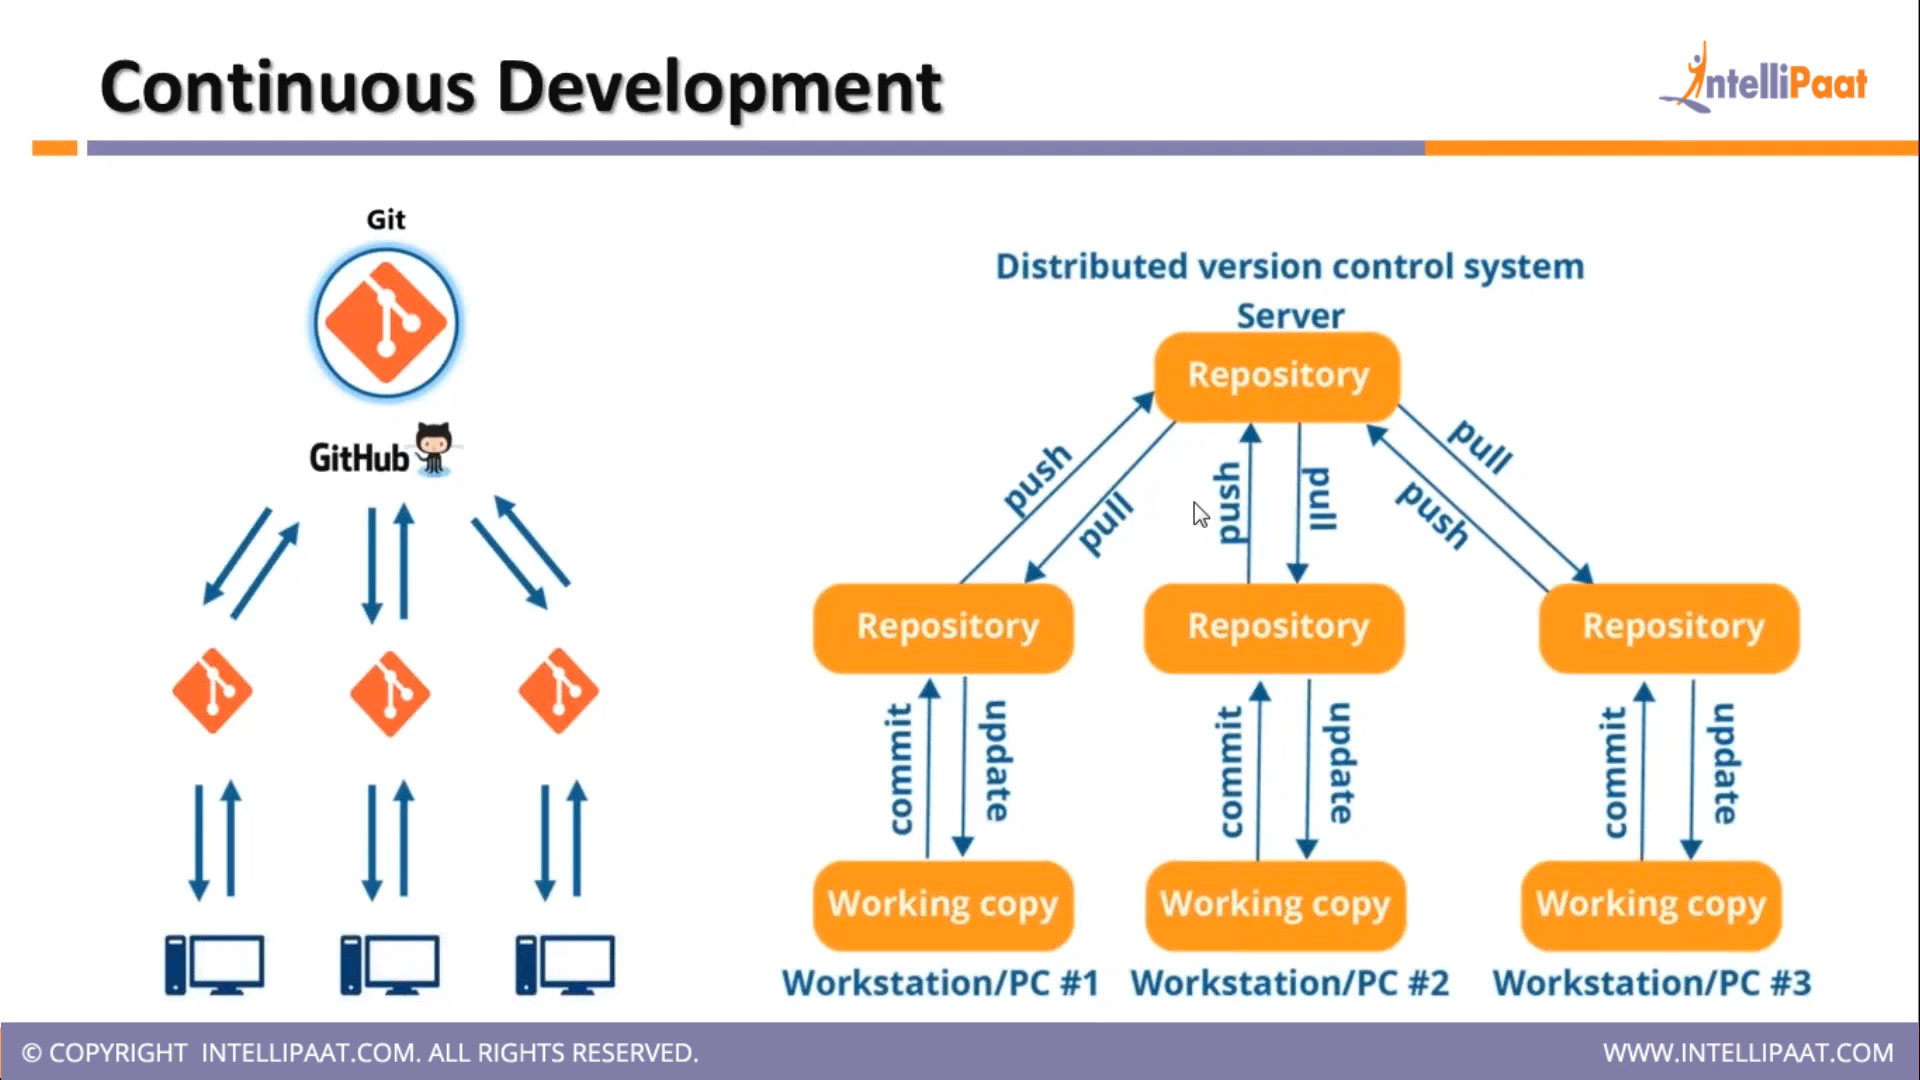 Continuous Development
IntelliPaat
Git
GitHub
Distributed version control system
Server
Repository
push
pull
push
pull
push
pull
Repository
Repository
Repository
commit
update
commit
update
commit
update
Working copy
Working copy
Working copy
Workstation/PC #1
Workstation/PC #2
Workstation/PC #3
© COPYRIGHT INTELLIPAAT.COM. ALL RIGHTS RESERVED.
WWW.INTELLIPAAT.COM